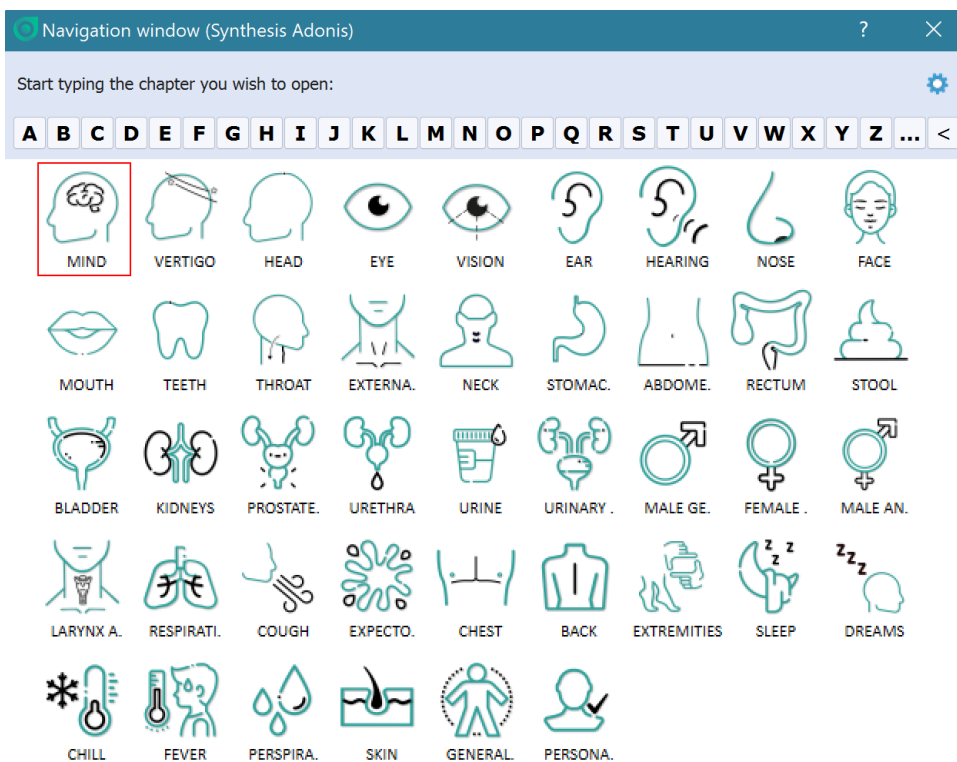 Navigation window (Synthesis Adonis) ?
Start typing the chapter you wish to open:
A B C D E F G H I J K L M N O P Q R S T U V W X Y Z ... <
MIND VERTIGO HEAD EYE VISION EAR HEARING NOSE FACE
MOUTH TEETH THROAT EXTERNA. NECK STOMAC. ABDOME. RECTUM STOOL
BLADDER KIDNEYS PROSTATE. URETHRA URINE URINARY . MALE GE. FEMALE . MALE AN.
z z z z z z
LARYNX A. RESPIRATI. COUGH EXPECTO. CHEST BACK EXTREMITIES SLEEP DREAMS
CHILL FEVER PERSPIRA. SKIN GENERAL. PERSONA.